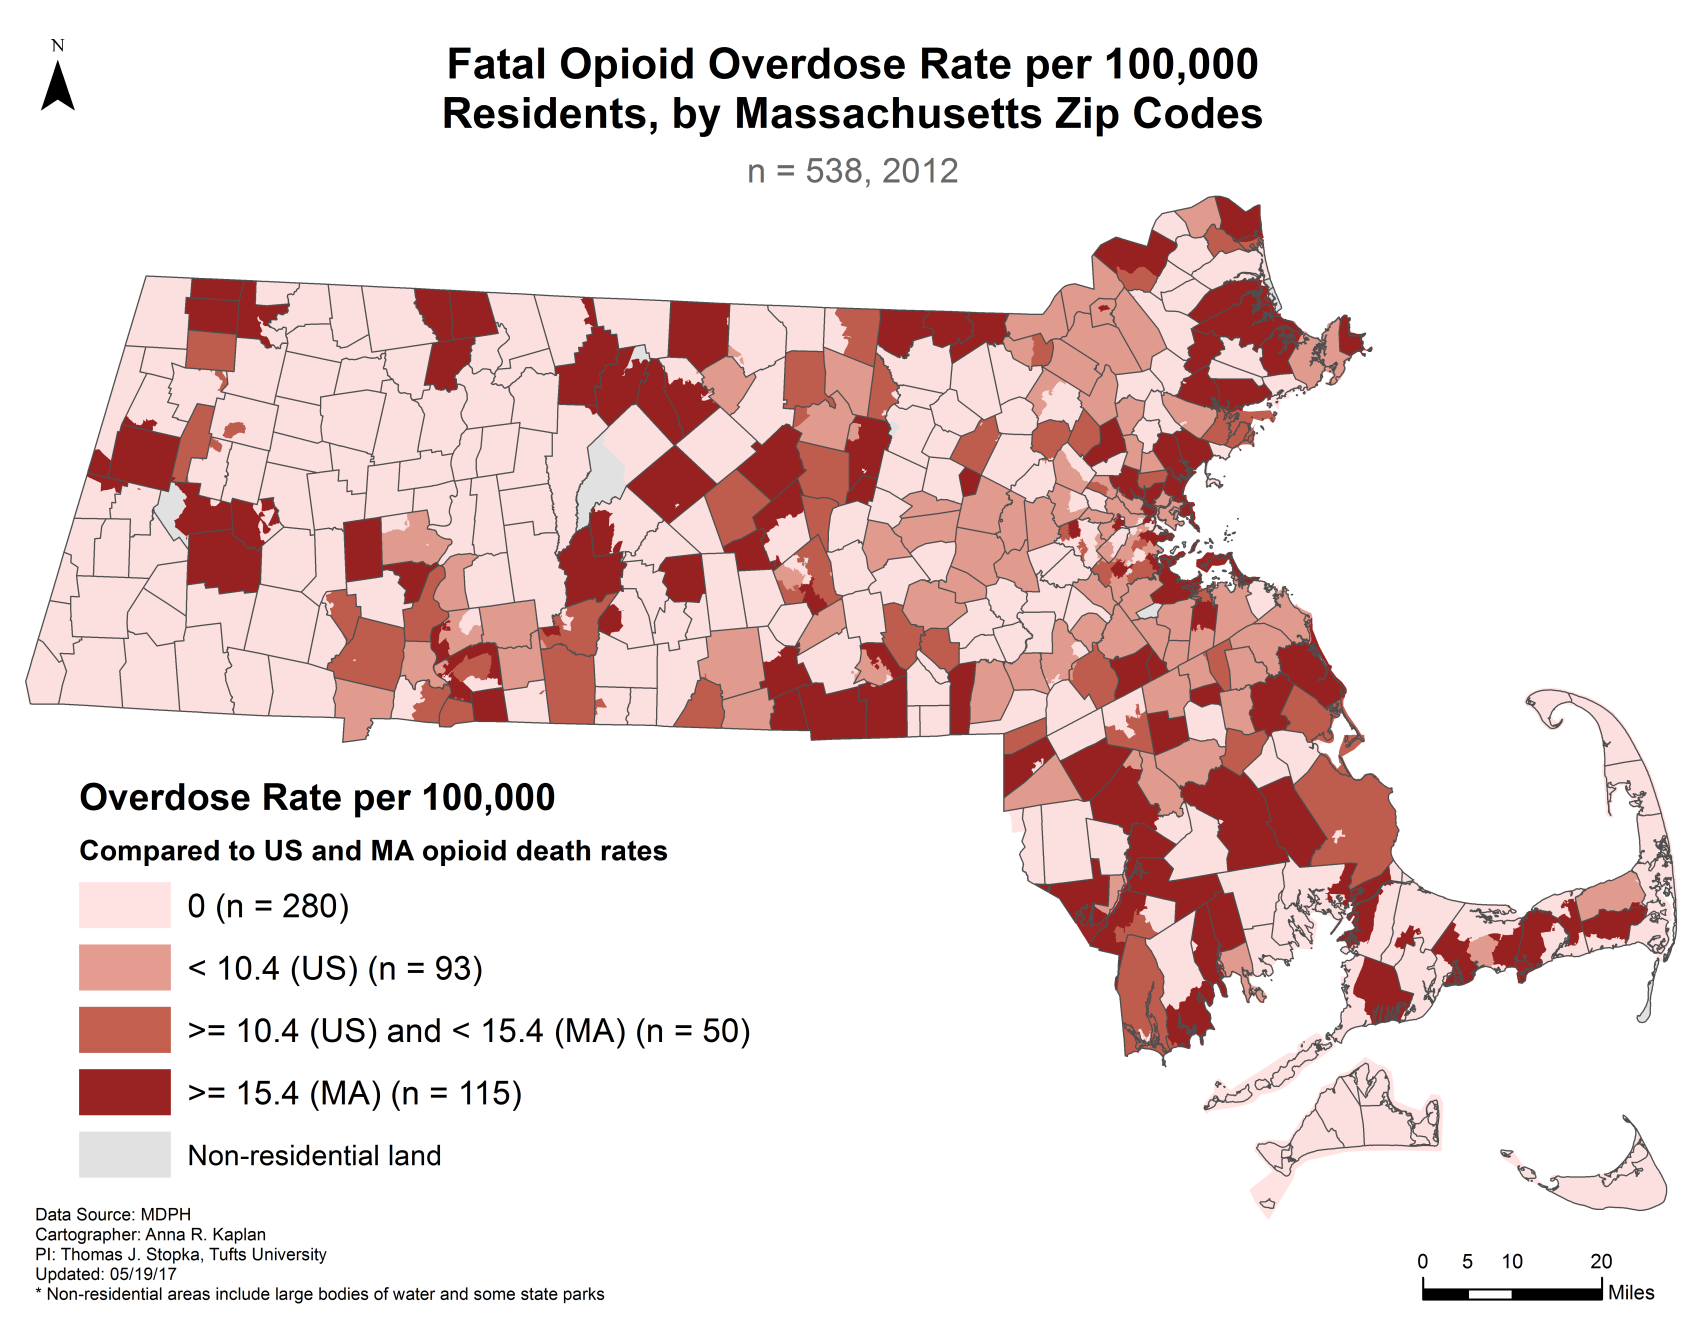 N
Fatal Opioid Overdose Rate per 100,000
Residents, by Massachusetts Zip Codes
n = 538, 2012
Overdose Rate per 100,000
Compared to US and MA opioid death rates
0 (n = 280)
< 10.4 (US) (n = 93)
>= 10.4 (US) and < 15.4 (MA) (n = 50)
>= 15.4 (MA) (n = 115)
Non-residential land
Data Source: MDPH
Cartographer: Anna R. Kaplan
PI: Thomas J. Stopka, Tufts University
Updated: 05/19/17
* Non-residential areas include large bodies of water and some state parks
0 5 10 20
Miles